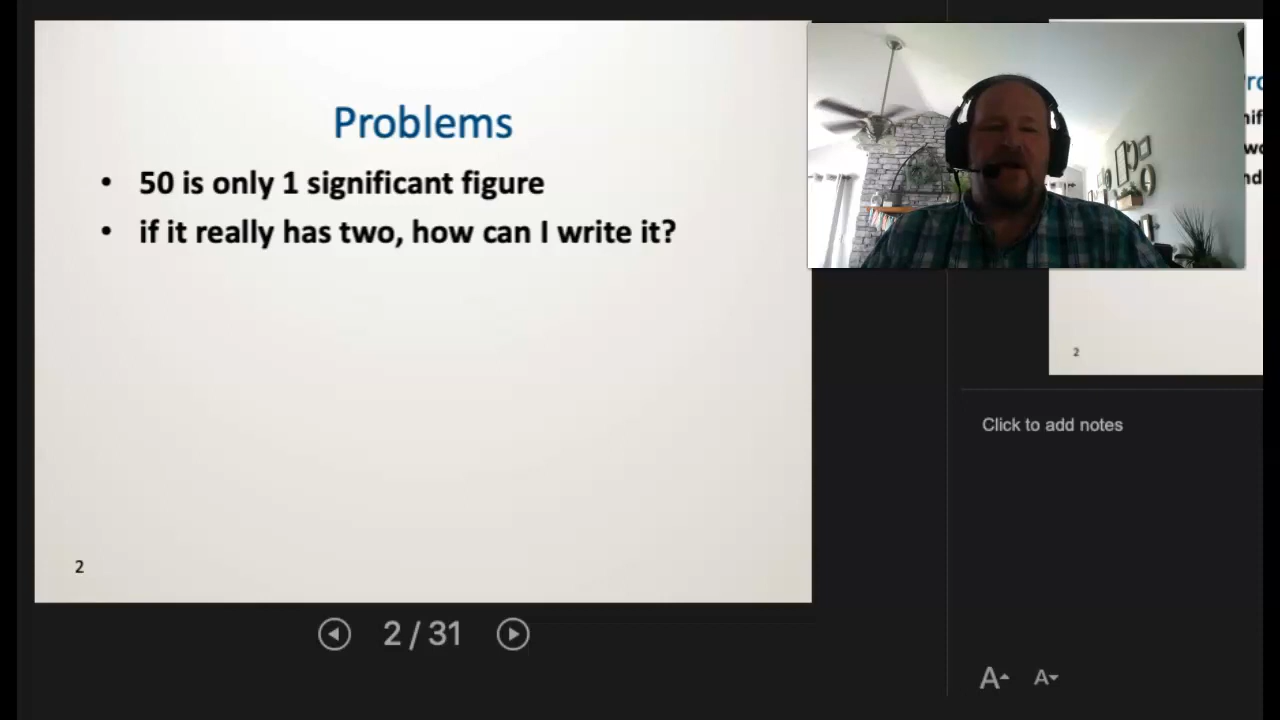 Problems
• 50 is only 1 significant figure
• if it really has two, how can I write it?
2
2 / 31
2
Click to add notes
A
A